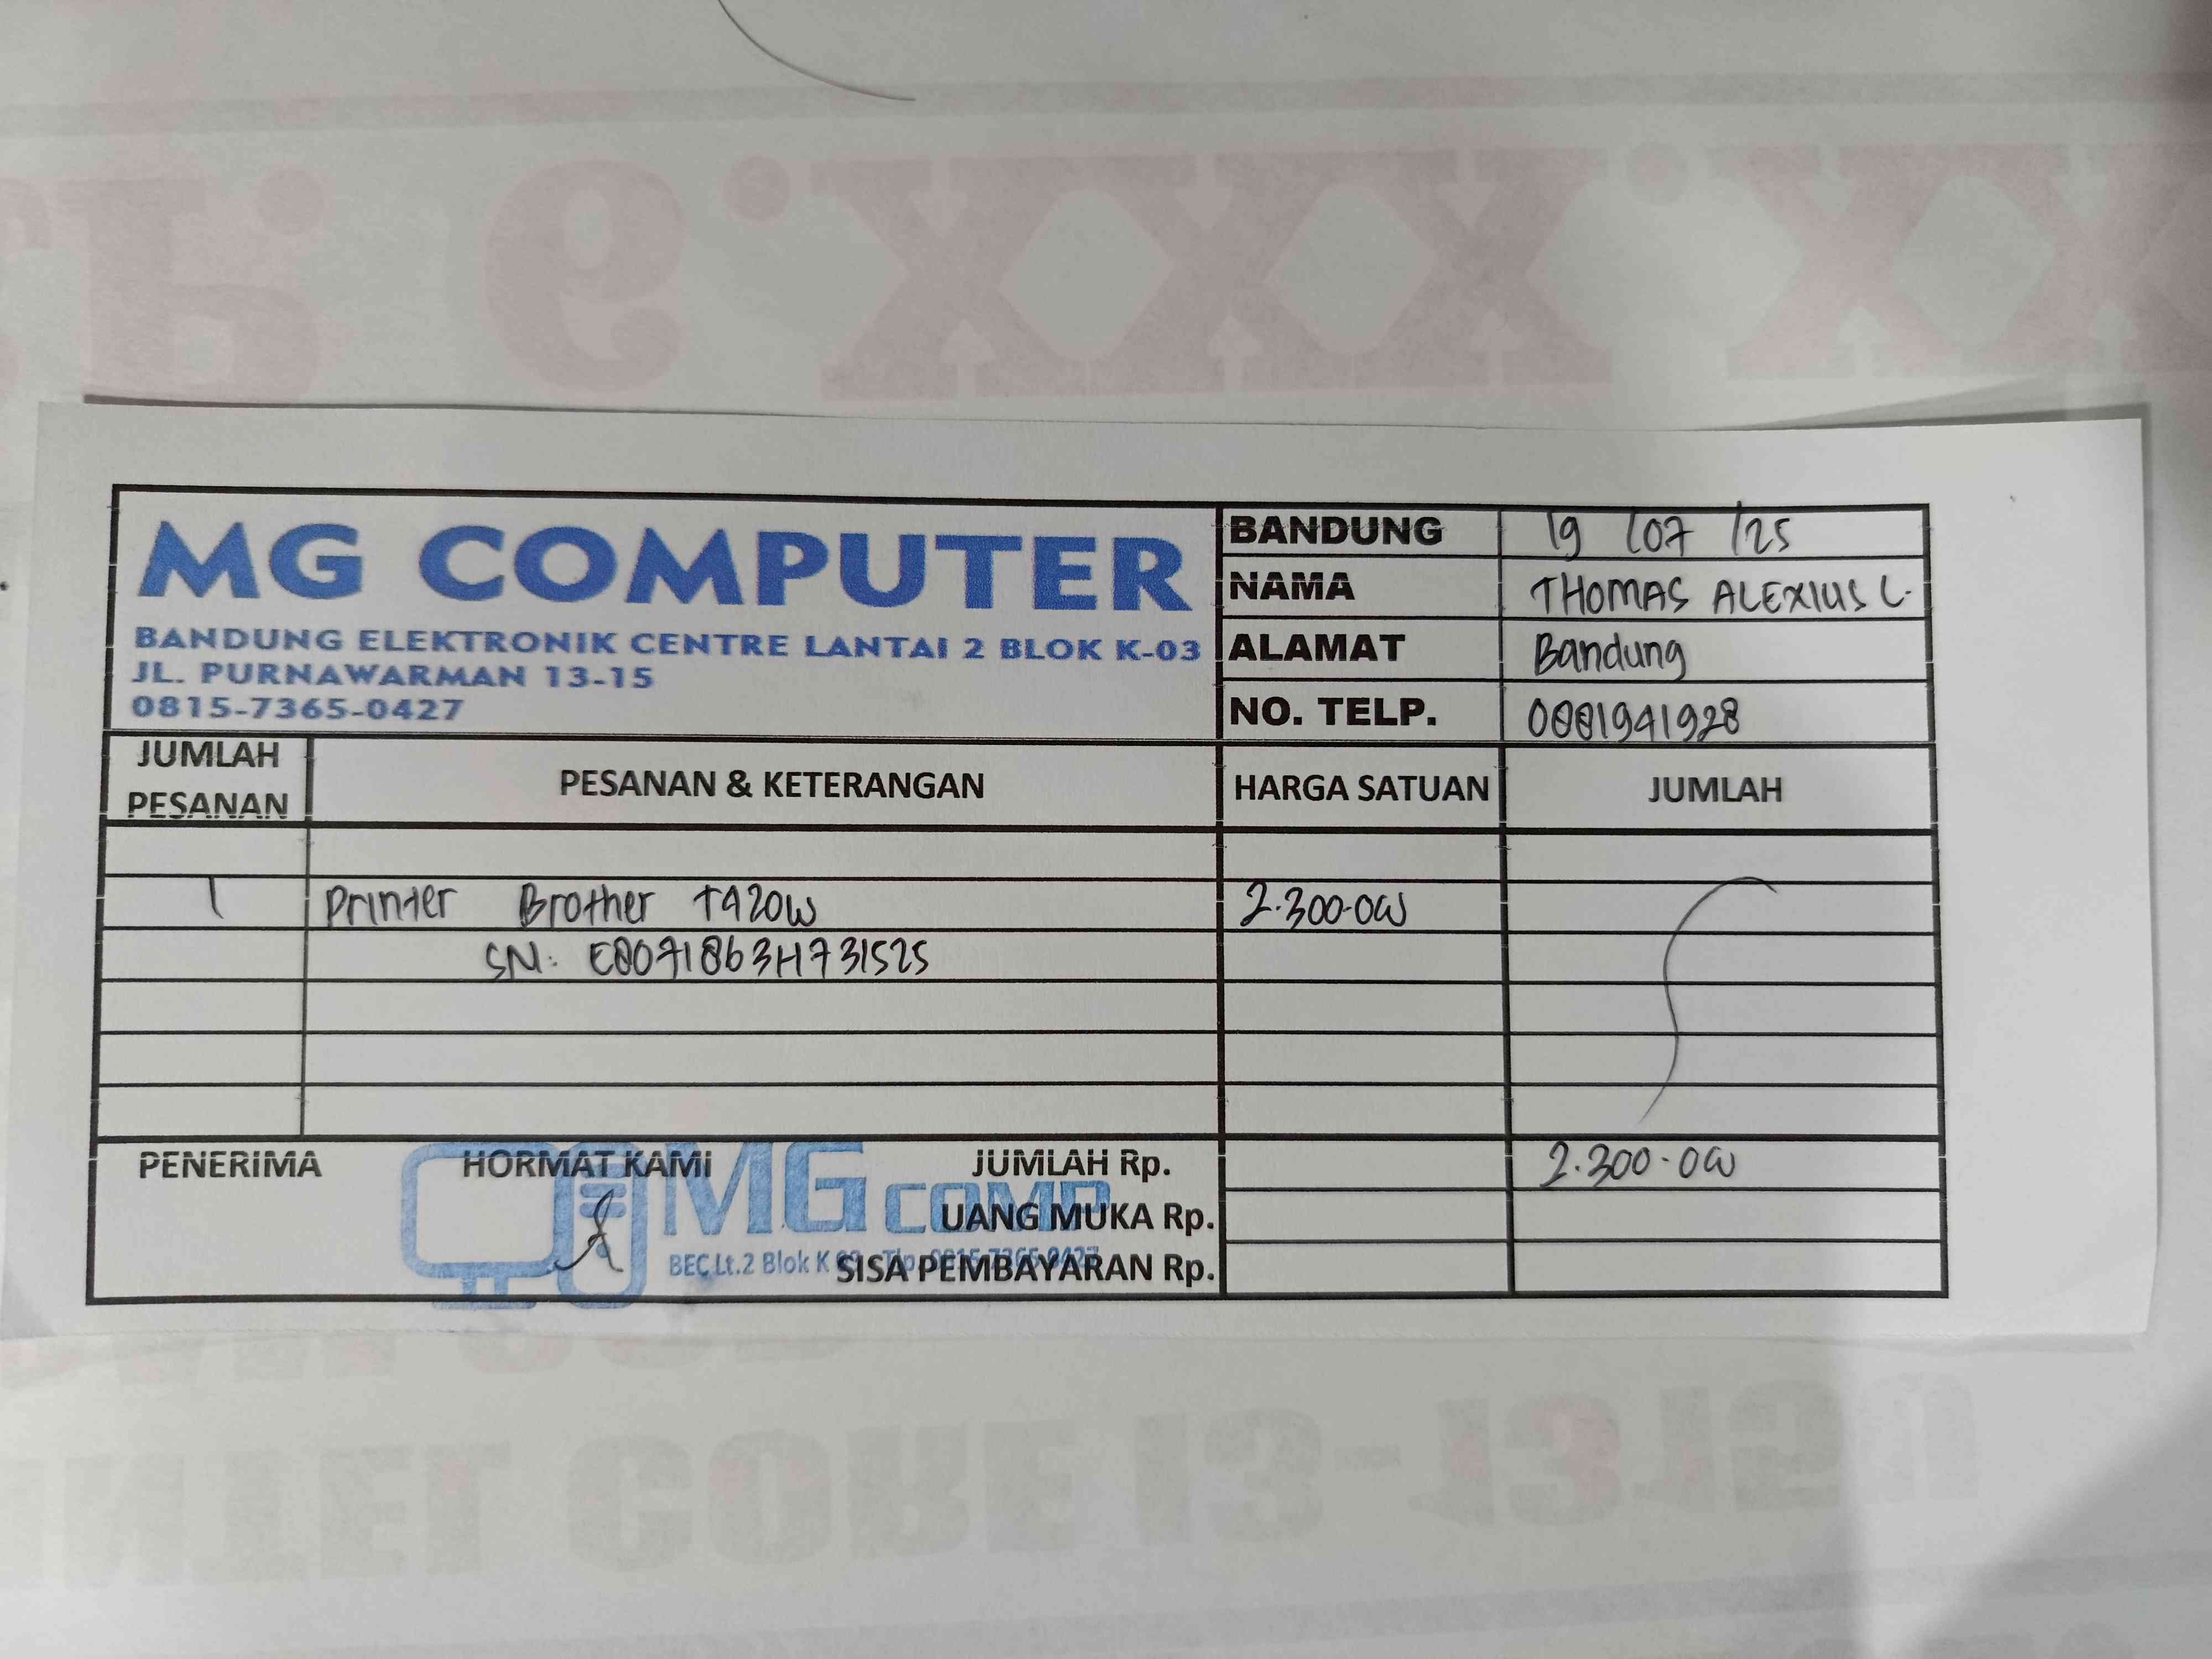 MG COMPUTER
BANDUNG ELEKTRONIK CENTRE LANTAI 2 BLOK K-03
JL. PURNAWARMAN 13-15
0815-7365-0427
BANDUNG 19/07/25
NAMA THOMAS ALEXIUS L.
ALAMAT Bandung
NO. TELP. 0881941928
JUMLAH PESANAN PESANAN & KETERANGAN HARGA SATUAN JUMLAH
1 Printer Brother T920W 2.300.000
SN: E8071863H731525
PENERIMA HORMAT KAMI JUMLAH Rp. 2.300.000
MG COMP
UANG MUKA Rp.
BEC Lt.2 Blok K
SISA PEMBAYARAN Rp.